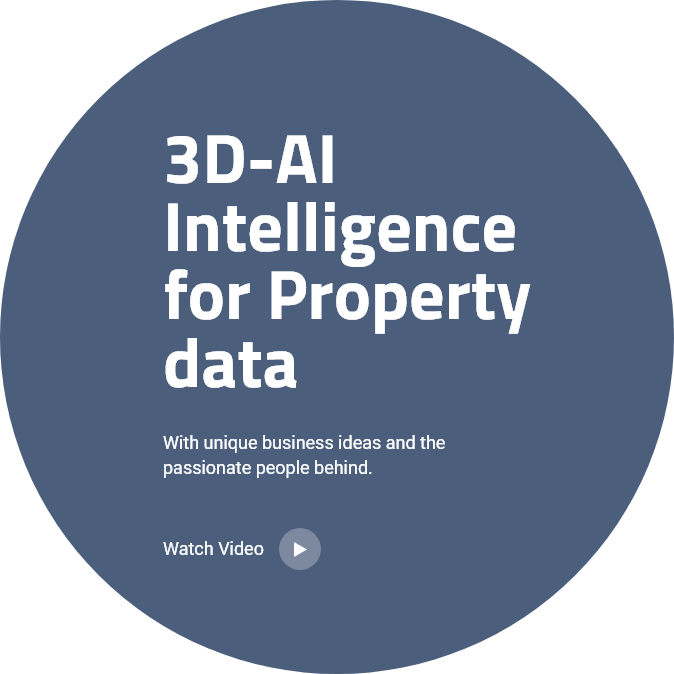 3D-AI
Intelligence
for Property
data
With unique business ideas and the
passionate people behind.
Watch Video